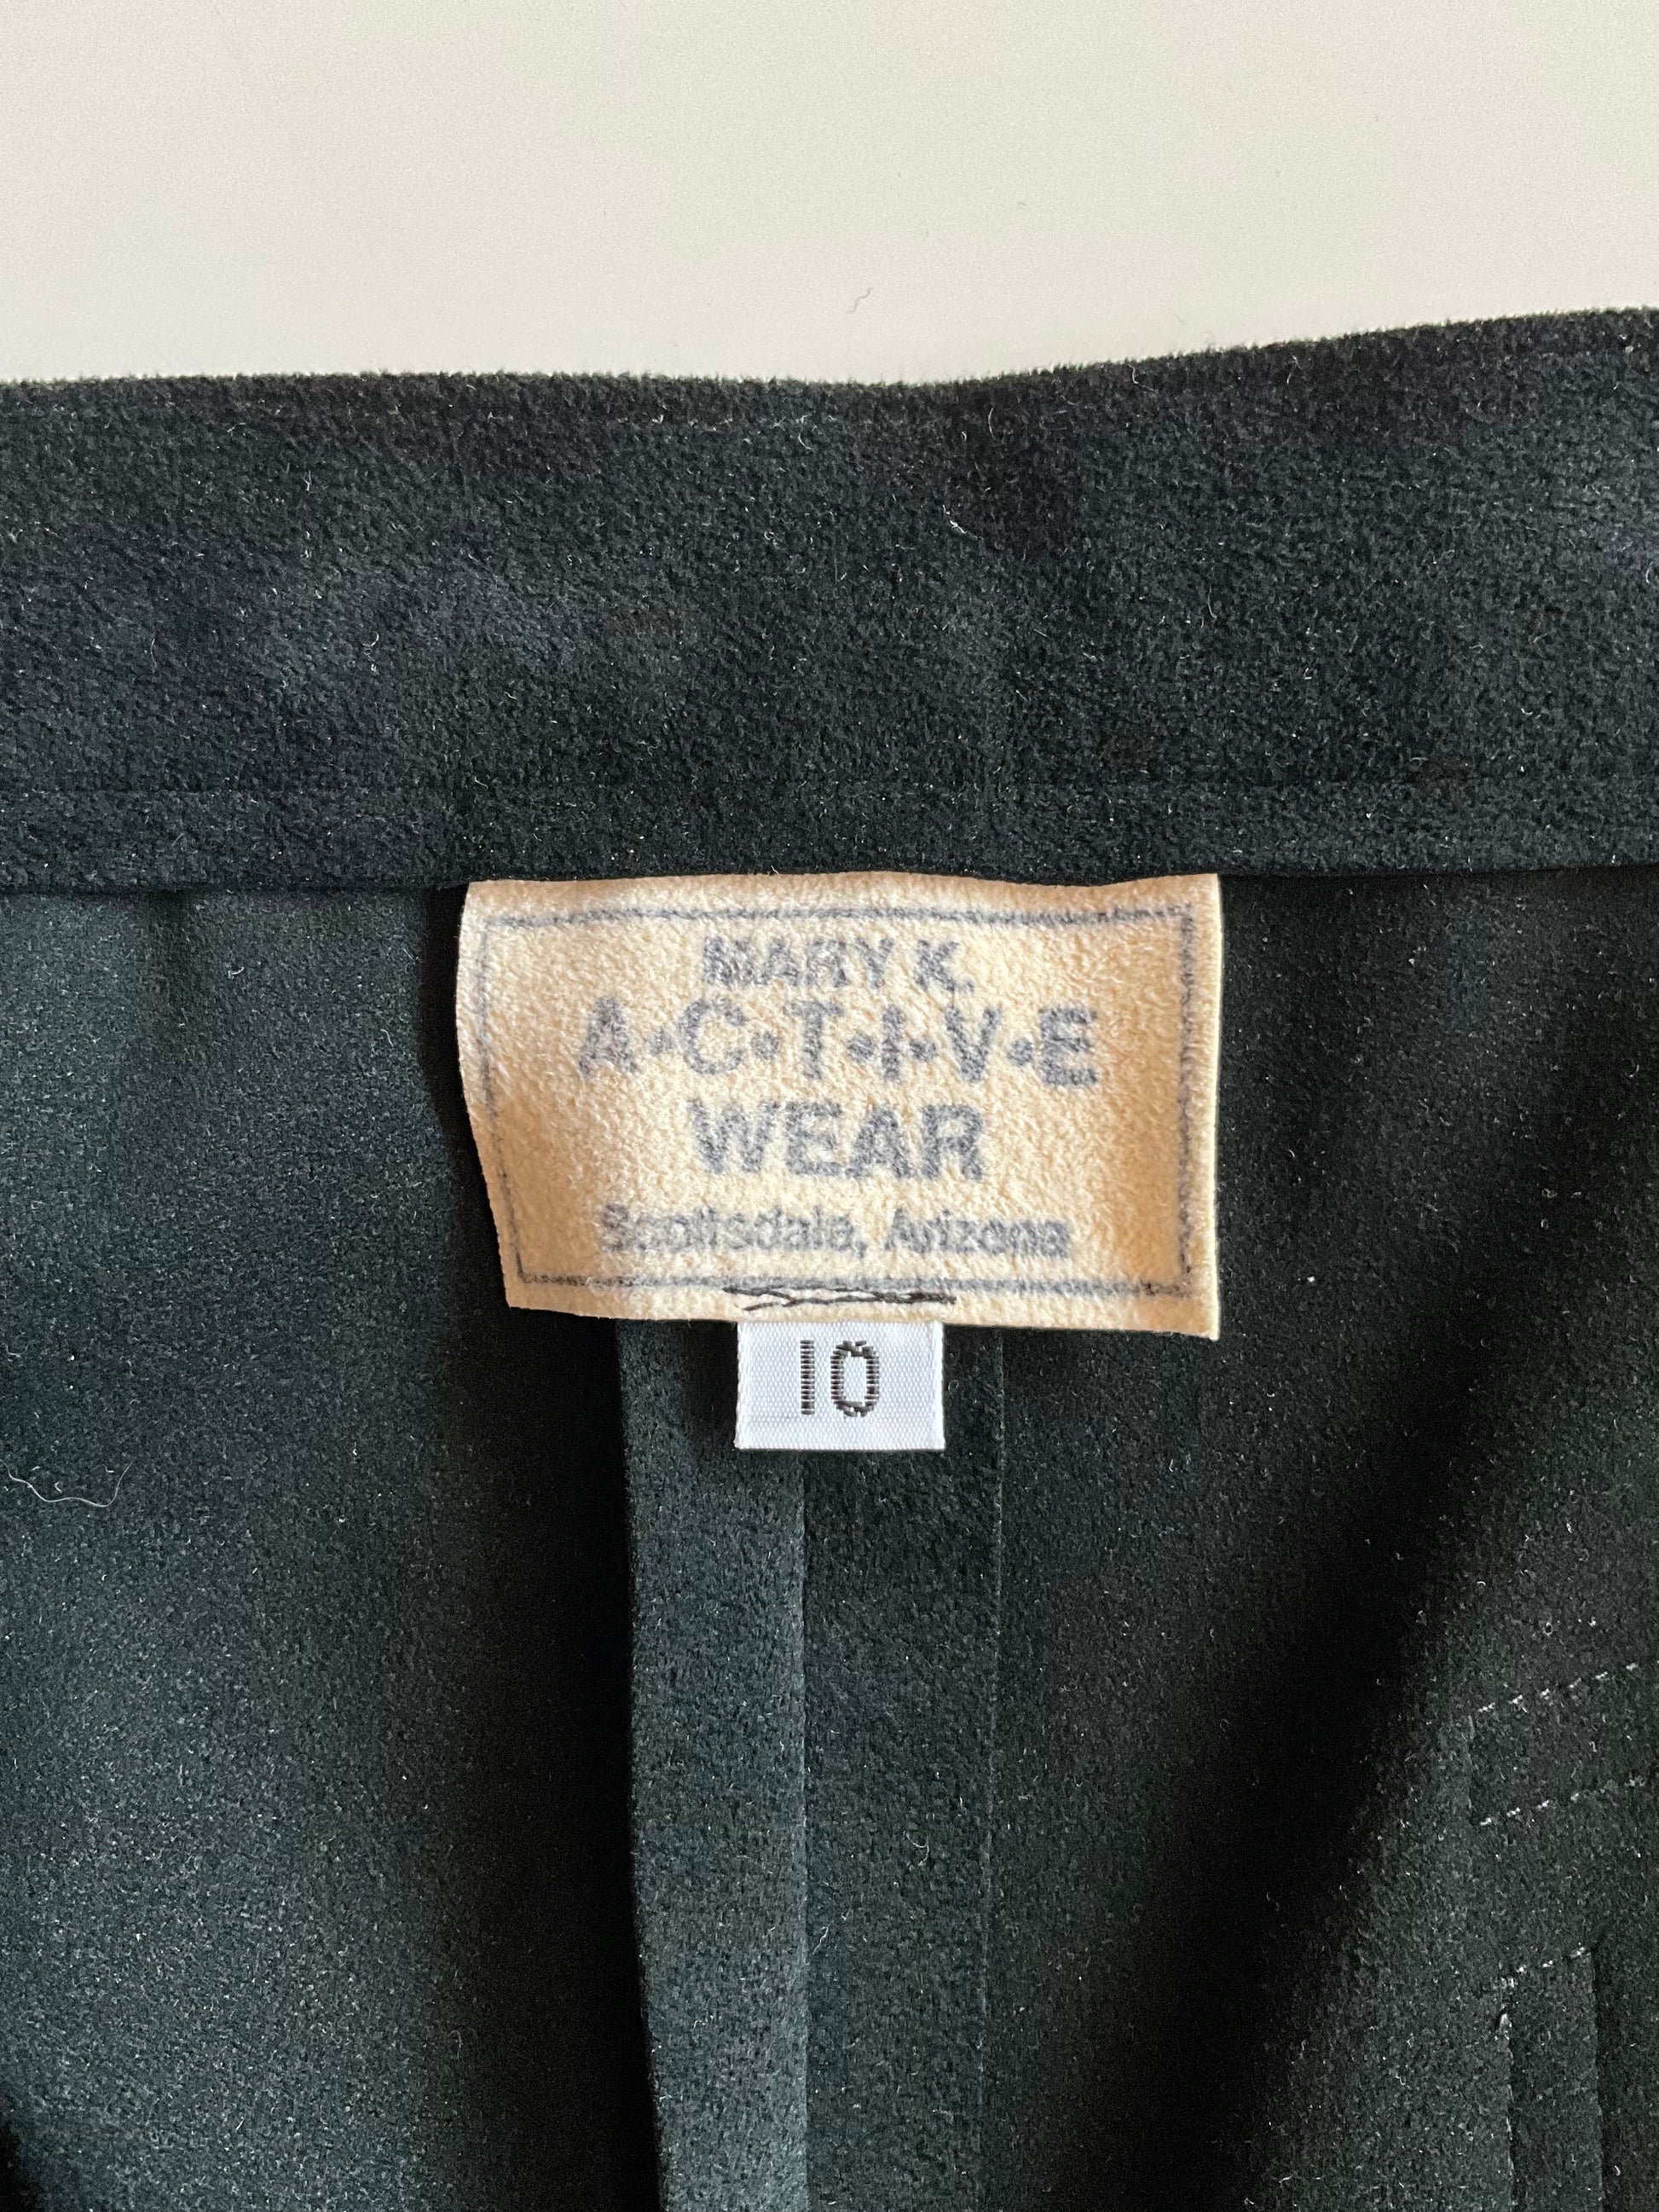 MARY K.
A•C•T•I•V•E
WEAR
Scottsdale, Arizona
10